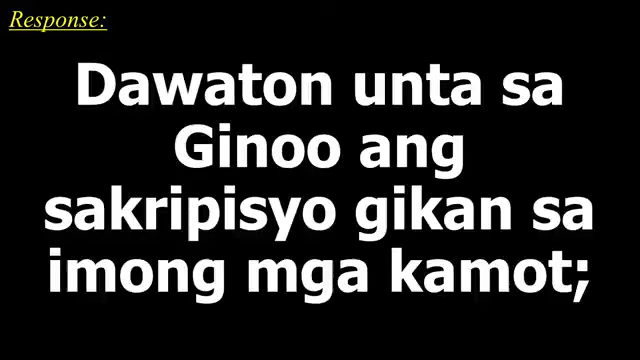 Response:
Dawaton unta sa
Ginoo ang
sakripisyo gikan sa
imong mga kamot;